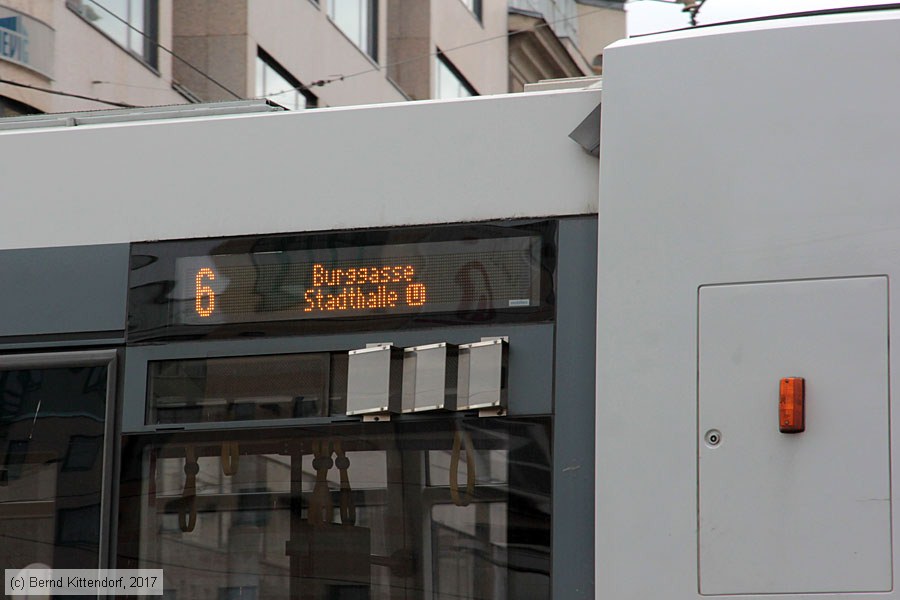 6 Burggasse
Stadthalle U
(c) Bernd Kittendorf, 2017